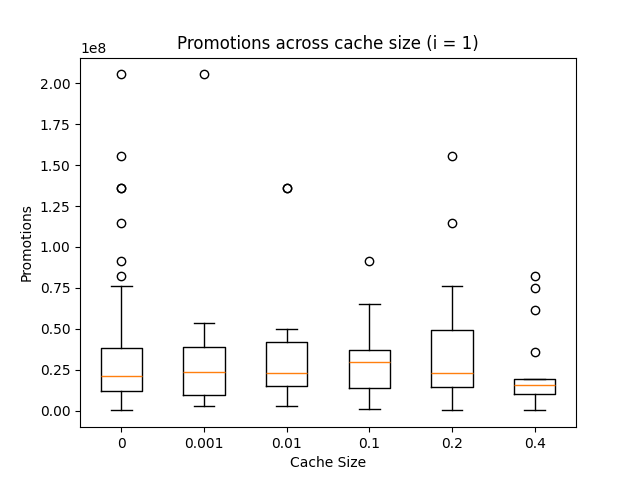 Promotions across cache size (i = 1)
1e8
2.00
1.75
1.50
1.25
1.00
0.75
0.50
0.25
0.00
Promotions
0 0.001 0.01 0.1 0.2 0.4
Cache Size